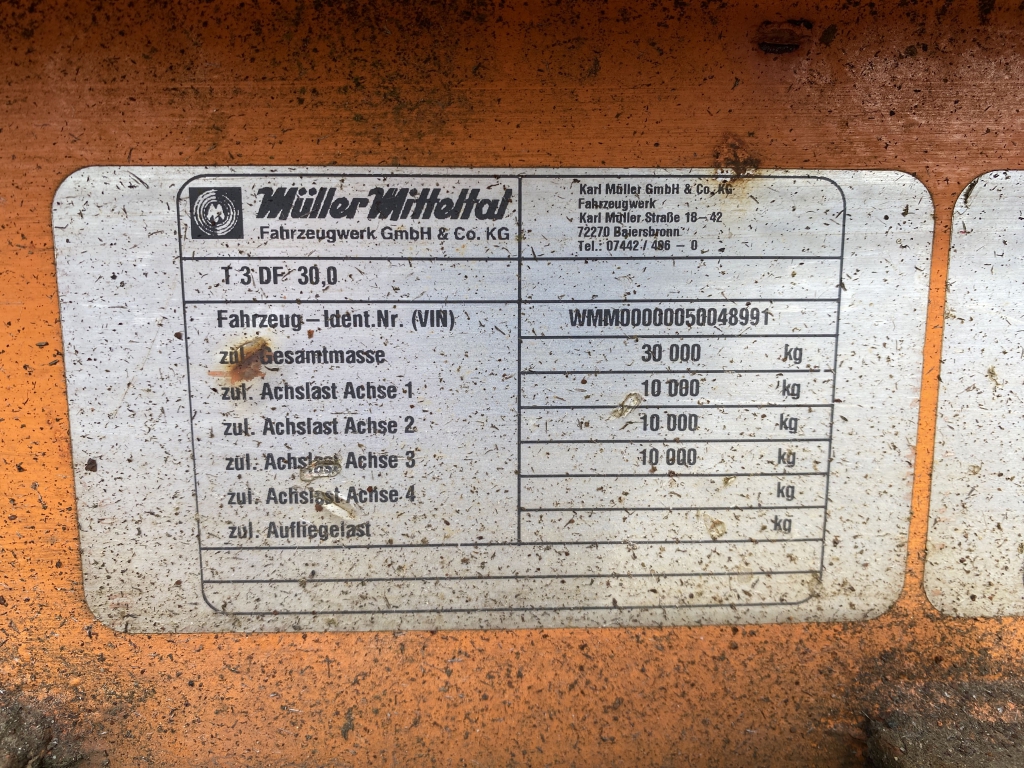 Müller Mitteltal
Fahrzeugwerk GmbH & Co. KG
Karl Müller GmbH & Co. KG
Fahrzeugwerk
Karl Müller Straße 18-42
72270 Baiersbronn
Tel.: 07442 / 496 - 0
T 3 DF 30,0
Fahrzeug-Ident.Nr. (VIN) WMM00000050048991
zul. Gesamtmasse 30 000 kg
zul. Achslast Achse 1 10 000 kg
zul. Achslast Achse 2 10 000 kg
zul. Achslast Achse 3 10 000 kg
zul. Achslast Achse 4 kg
zul. Aufliegelast kg